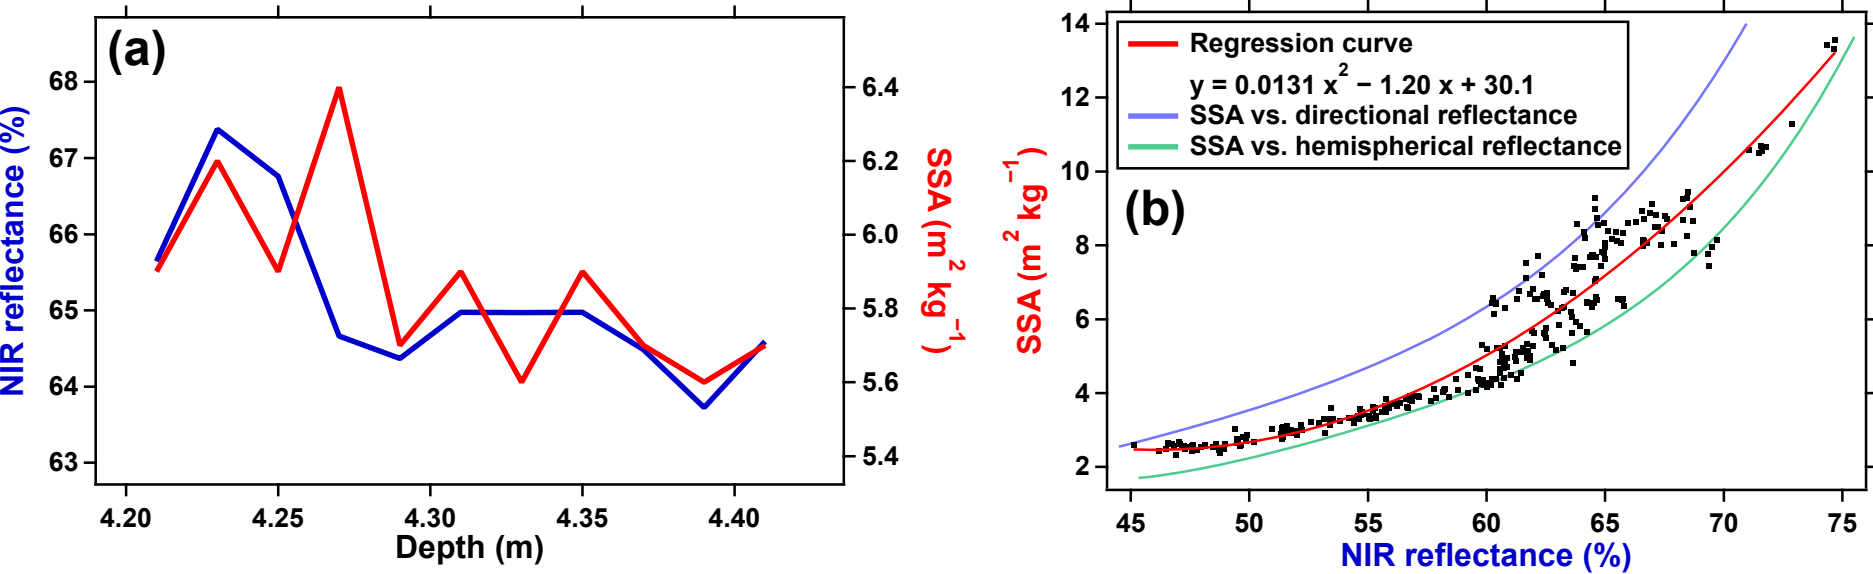 (a)
NIR reflectance (%)
68
67
66
65
64
63
6.4
6.2
6.0
5.8
5.6
5.4
SSA (m² kg⁻¹)
4.20 4.25 4.30 4.35 4.40
Depth (m)
(b)
SSA (m² kg⁻¹)
14
12
10
8
6
4
2
Regression curve
y = 0.0131 x² − 1.20 x + 30.1
SSA vs. directional reflectance
SSA vs. hemispherical reflectance
45 50 55 60 65 70 75
NIR reflectance (%)